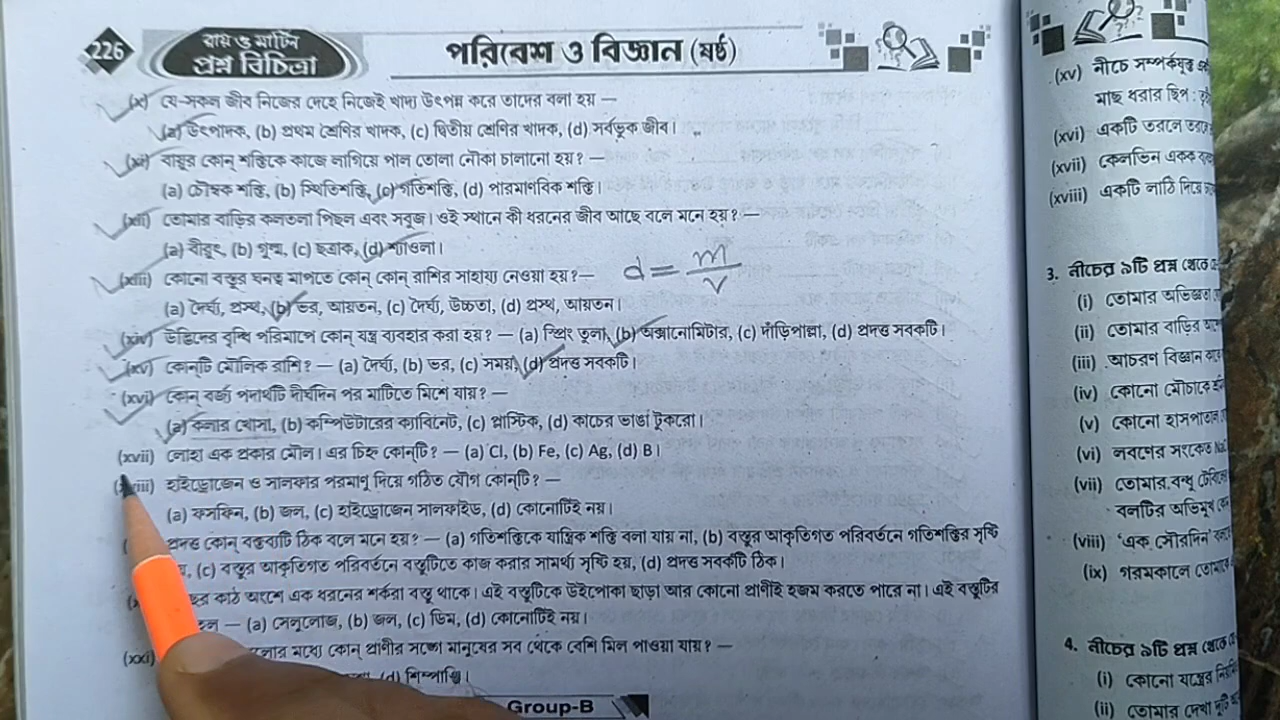 226
রায় ও মার্টিন
প্রশ্ন বিচিত্রা
পরিবেশ ও বিজ্ঞান (ষষ্ঠ)
(x) যে-সকল জীব নিজের দেহে নিজেই খাদ্য উৎপন্ন করে তাদের বলা হয় —
(a) উৎপাদক, (b) প্রথম শ্রেণির খাদক, (c) দ্বিতীয় শ্রেণির খাদক, (d) সর্বভুক জীব।
(xi) বায়ুর কোন্ শক্তিকে কাজে লাগিয়ে পাল তোলা নৌকা চালানো হয়? —
(a) চৌম্বক শক্তি, (b) স্থিতিশক্তি, (c) গতিশক্তি, (d) পারমাণবিক শক্তি।
(xii) তোমার বাড়ির কলতলা পিছল এবং সবুজ। ওই স্থানে কী ধরনের জীব আছে বলে মনে হয়? —
(a) বীরুৎ, (b) গুল্ম, (c) ছত্রাক, (d) শ্যাওলা।
(xiii) কোনো বস্তুর ঘনত্ব মাপতে কোন্ কোন্ রাশির সাহায্য নেওয়া হয়?—
d = m/v
(a) দৈর্ঘ্য, প্রস্থ, (b) ভর, আয়তন, (c) দৈর্ঘ্য, উচ্চতা, (d) প্রস্থ, আয়তন।
(xiv) উদ্ভিদের বৃদ্ধি পরিমাপে কোন্ যন্ত্র ব্যবহার করা হয়? — (a) স্প্রিং তুলা, (b) অক্সানোমিটার, (c) দাঁড়িপাল্লা, (d) প্রদত্ত সবকটি।
(xv) কোন্‌টি মৌলিক রাশি? — (a) দৈর্ঘ্য, (b) ভর, (c) সময়, (d) প্রদত্ত সবকটি।
(xvi) কোন্ বর্জ্য পদার্থটি দীর্ঘদিন পর মাটিতে মিশে যায়? —
(a) কলার খোসা, (b) কম্পিউটারের ক্যাবিনেট, (c) প্লাস্টিক, (d) কাচের ভাঙা টুকরো।
(xvii) লোহা এক প্রকার মৌল। এর চিহ্ন কোন্‌টি? — (a) Cl, (b) Fe, (c) Ag, (d) B।
হাইড্রোজেন ও সালফার পরমাণু দিয়ে গঠিত যৌগ কোন্‌টি? —
(a) ফসফিন, (b) জল, (c) হাইড্রোজেন সালফাইড, (d) কোনোটিই নয়।
প্রদত্ত কোন্ বক্তব্যটি ঠিক বলে মনে হয়? — (a) গতিশক্তিকে যান্ত্রিক শক্তি বলা যায় না, (b) বস্তুর আকৃতিগত পরিবর্তনে গতিশক্তির সৃষ্টি
(c) বস্তুর আকৃতিগত পরিবর্তনে বস্তুটিতে কাজ করার সামর্থ্য সৃষ্টি হয়, (d) প্রদত্ত সবকটি ঠিক।
কাঠ অংশে এক ধরনের শর্করা বস্তু থাকে। এই বস্তুটিকে উইপোকা ছাড়া আর কোনো প্রাণীই হজম করতে পারে না। এই বস্তুটির
— (a) সেলুলোজ, (b) জল, (c) ডিম, (d) কোনোটিই নয়।
(xxi) মধ্যে কোন্ প্রাণীর সঙ্গে মানুষের সব থেকে বেশি মিল পাওয়া যায়? —
(d) শিম্পাঞ্জি।
Group-B
(xv) নীচে সম্পর্কযুক্ত
মাছ ধরার ছিপ :
(xvi) একটি তরলে
(xvii) কেলভিন একক
(xviii) একটি লাঠি দিয়ে
3. নীচের ৯টি প্রশ্ন থেকে
(i) তোমার অভিজ্ঞতা
(ii) তোমার বাড়ির
(iii) আচরণ বিজ্ঞান
(iv) কোনো মৌচাকে
(v) কোনো হাসপাতাল
(vi) লবণের সংকেত
(vii) তোমার বন্ধু
বলটির অভিমুখ
(viii) 'এক সৌরদিন'
(ix) গরমকালে
4. নীচের ৯টি প্রশ্ন থেকে
(i) কোনো যন্ত্রের
(ii) তোমার দেখা দুটি